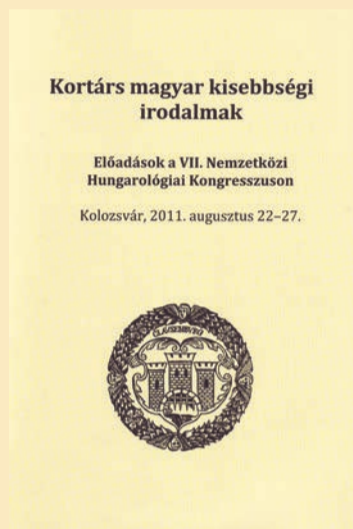 Kortárs magyar kisebbségi
irodalmak
Előadások a VII. Nemzetközi
Hungarológiai Kongresszuson
Kolozsvár, 2011. augusztus 22–27.